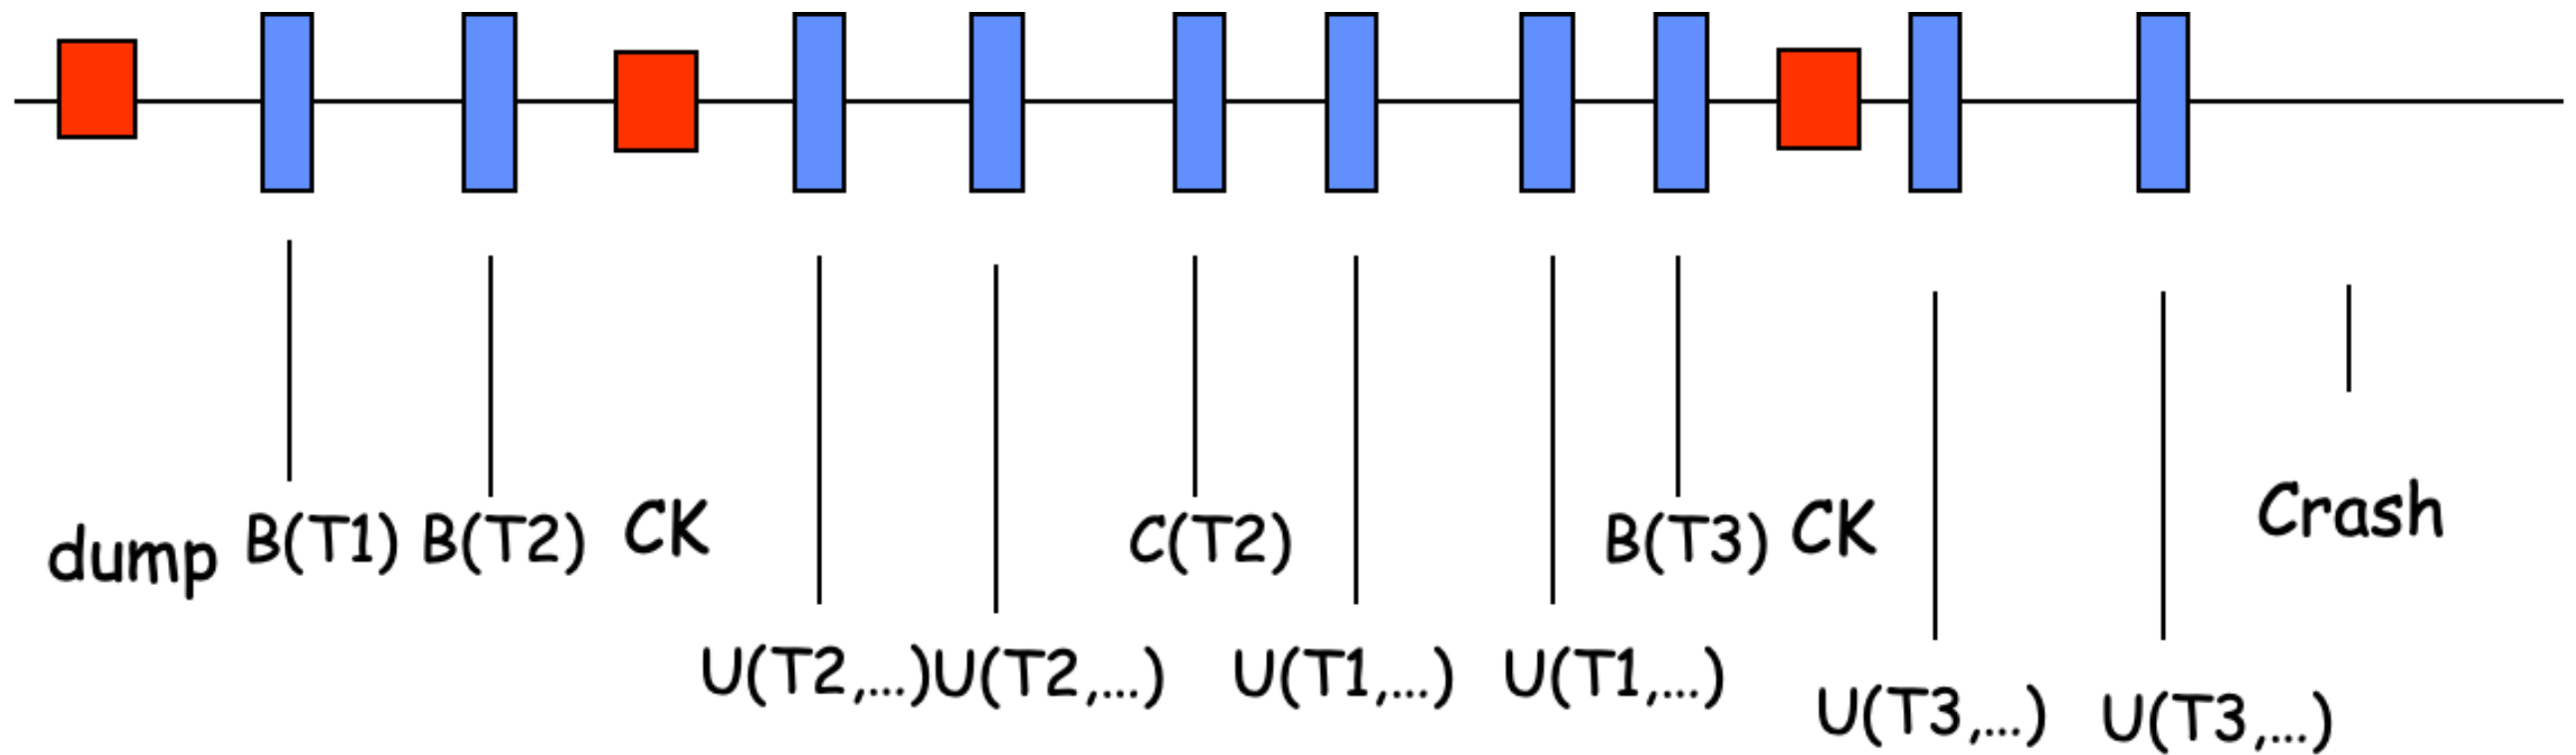 dump B(T1) B(T2) CK C(T2) B(T3) CK Crash
U(T2,...) U(T2,...) U(T1,...) U(T1,...) U(T3,...) U(T3,...)